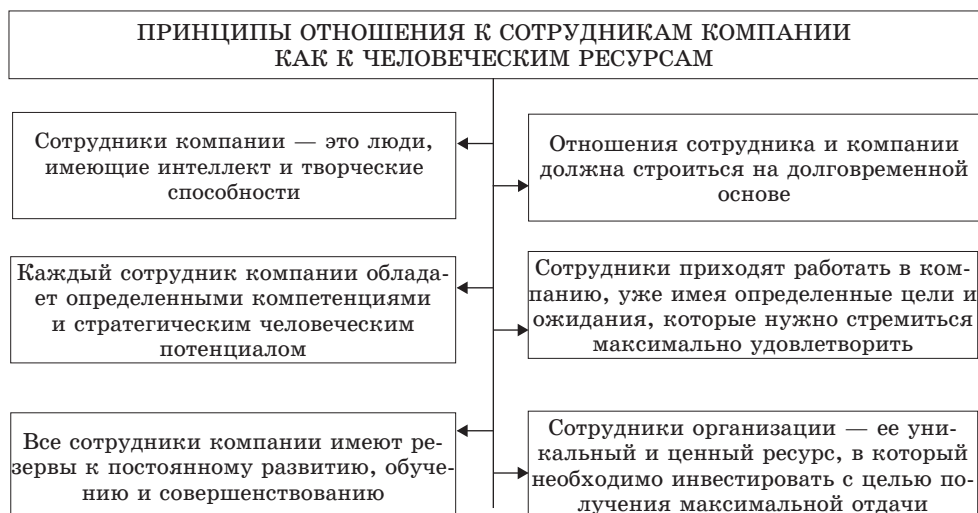 ПРИНЦИПЫ ОТНОШЕНИЯ К СОТРУДНИКАМ КОМПАНИИ
КАК К ЧЕЛОВЕЧЕСКИМ РЕСУРСАМ
Сотрудники компании — это люди,
имеющие интеллект и творческие
способности
Отношения сотрудника и компании
должна строиться на долговременной
основе
Каждый сотрудник компании облада-
ет определенными компетенциями
и стратегическим человеческим
потенциалом
Сотрудники приходят работать в ком-
панию, уже имея определенные цели и
ожидания, которые нужно стремиться
максимально удовлетворить
Все сотрудники компании имеют ре-
зервы к постоянному развитию, обуче-
нию и совершенствованию
Сотрудники организации — ее уни-
кальный и ценный ресурс, в который
необходимо инвестировать с целью по-
лучения максимальной отдачи